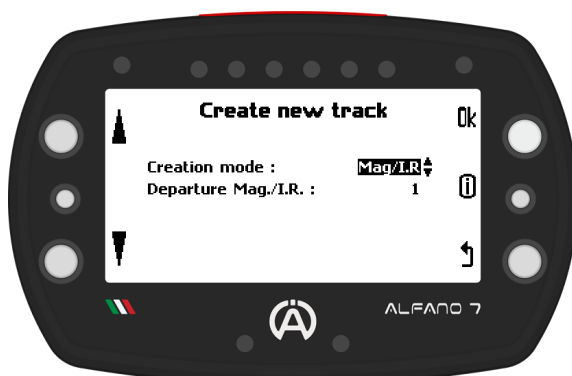 Create new track
Ok
Creation mode : Mag/I.R
Departure Mag./I.R. : 1
ALFANO 7